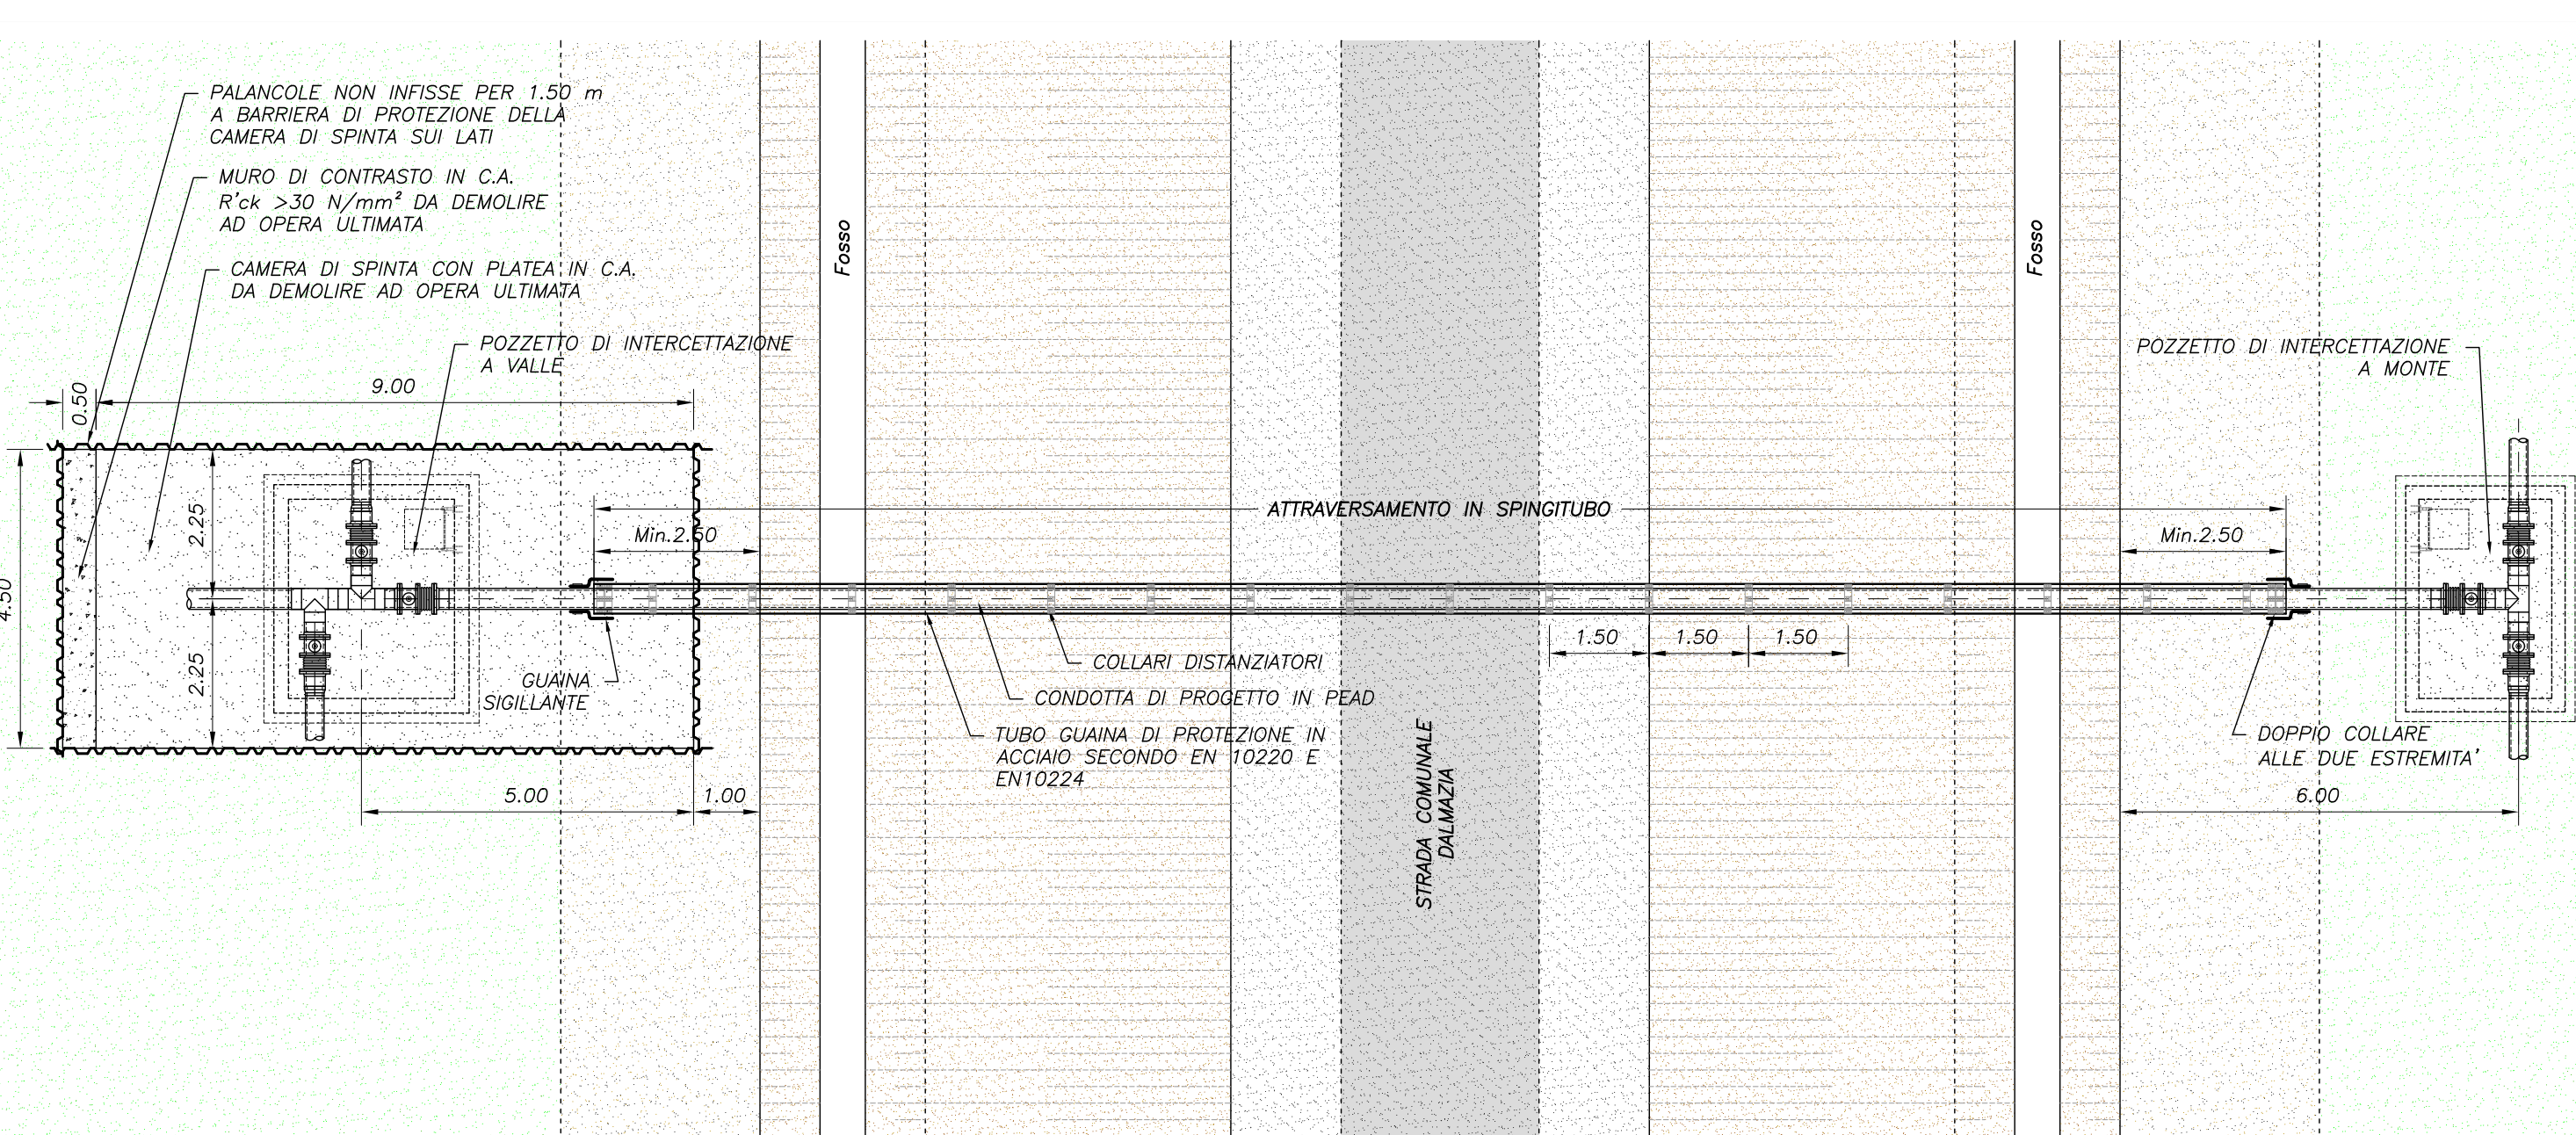 PALANCOLE NON INFISSE PER 1.50 m
A BARRIERA DI PROTEZIONE DELLA
CAMERA DI SPINTA SUI LATI
MURO DI CONTRASTO IN C.A.
R'ck >30 N/mm² DA DEMOLIRE
AD OPERA ULTIMATA
CAMERA DI SPINTA CON PLATEA IN C.A.
DA DEMOLIRE AD OPERA ULTIMATA
POZZETTO DI INTERCETTAZIONE
A VALLE
Fosso
Fosso
POZZETTO DI INTERCETTAZIONE
A MONTE
0.50
9.00
4.50
2.25
2.25
Min.2.50
ATTRAVERSAMENTO IN SPINGITUBO
Min.2.50
1.50
1.50
1.50
GUAINA
SIGILLANTE
COLLARI DISTANZIATORI
CONDOTTA DI PROGETTO IN PEAD
TUBO GUAINA DI PROTEZIONE IN
ACCIAIO SECONDO EN 10220 E
EN10224
STRADA COMUNALE
DALMAZIA
DOPPIO COLLARE
ALLE DUE ESTREMITA'
5.00
1.00
6.00